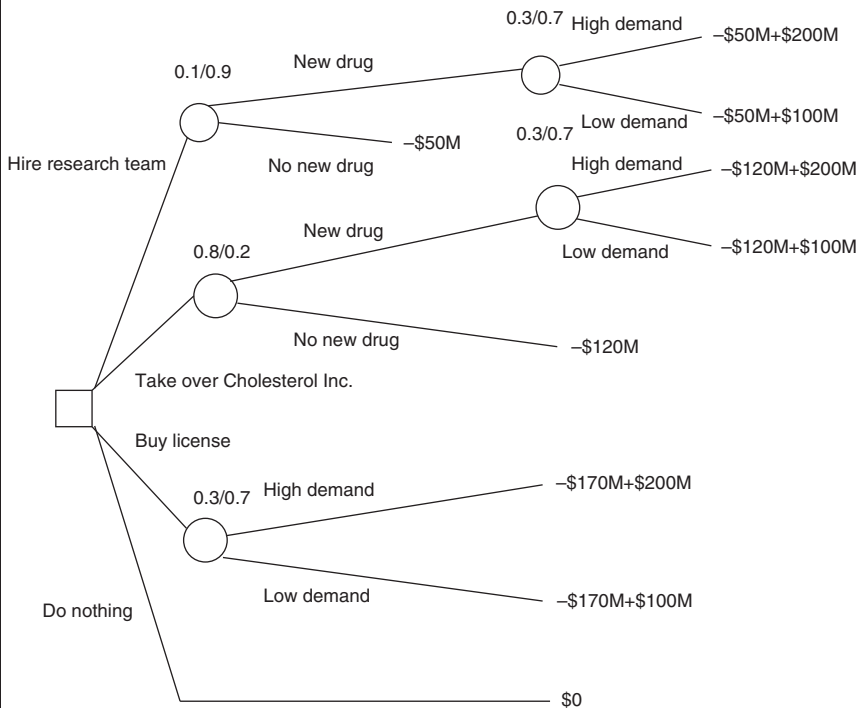 0.3/0.7
High demand
–$50M+$200M
New drug
0.1/0.9
Low demand
–$50M+$100M
0.3/0.7
–$50M
No new drug
Hire research team
High demand
–$120M+$200M
New drug
0.8/0.2
Low demand
–$120M+$100M
No new drug
–$120M
Take over Cholesterol Inc.
Buy license
0.3/0.7
High demand
–$170M+$200M
Low demand
–$170M+$100M
Do nothing
$0